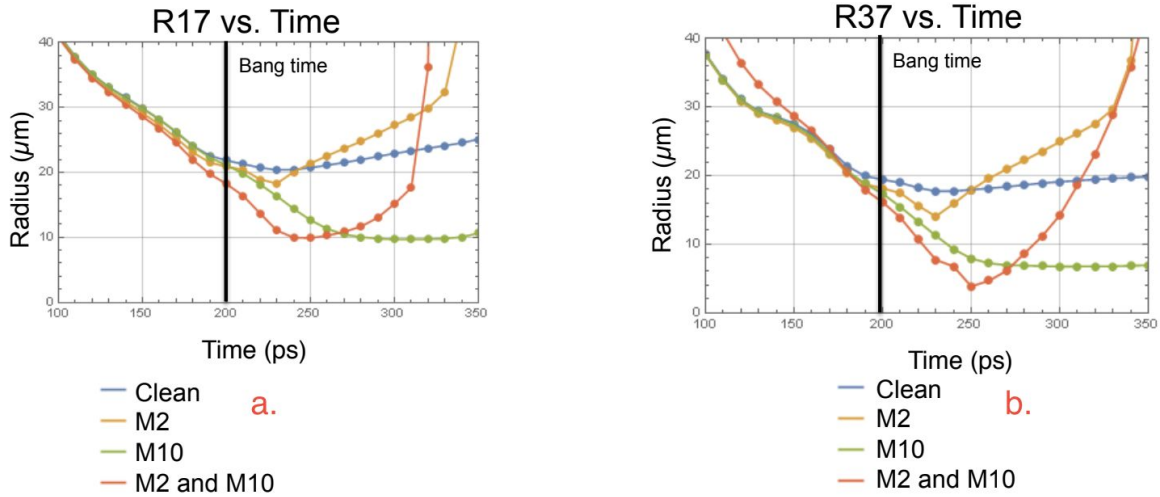 R17 vs. Time
40
30
20
10
0
100
150
200
250
300
350
Radius (µm)
Bang time
Time (ps)
Clean
M2
M10
M2 and M10
a.
R37 vs. Time
40
30
20
10
0
100
150
200
250
300
350
Radius (µm)
Bang time
Time (ps)
Clean
M2
M10
M2 and M10
b.